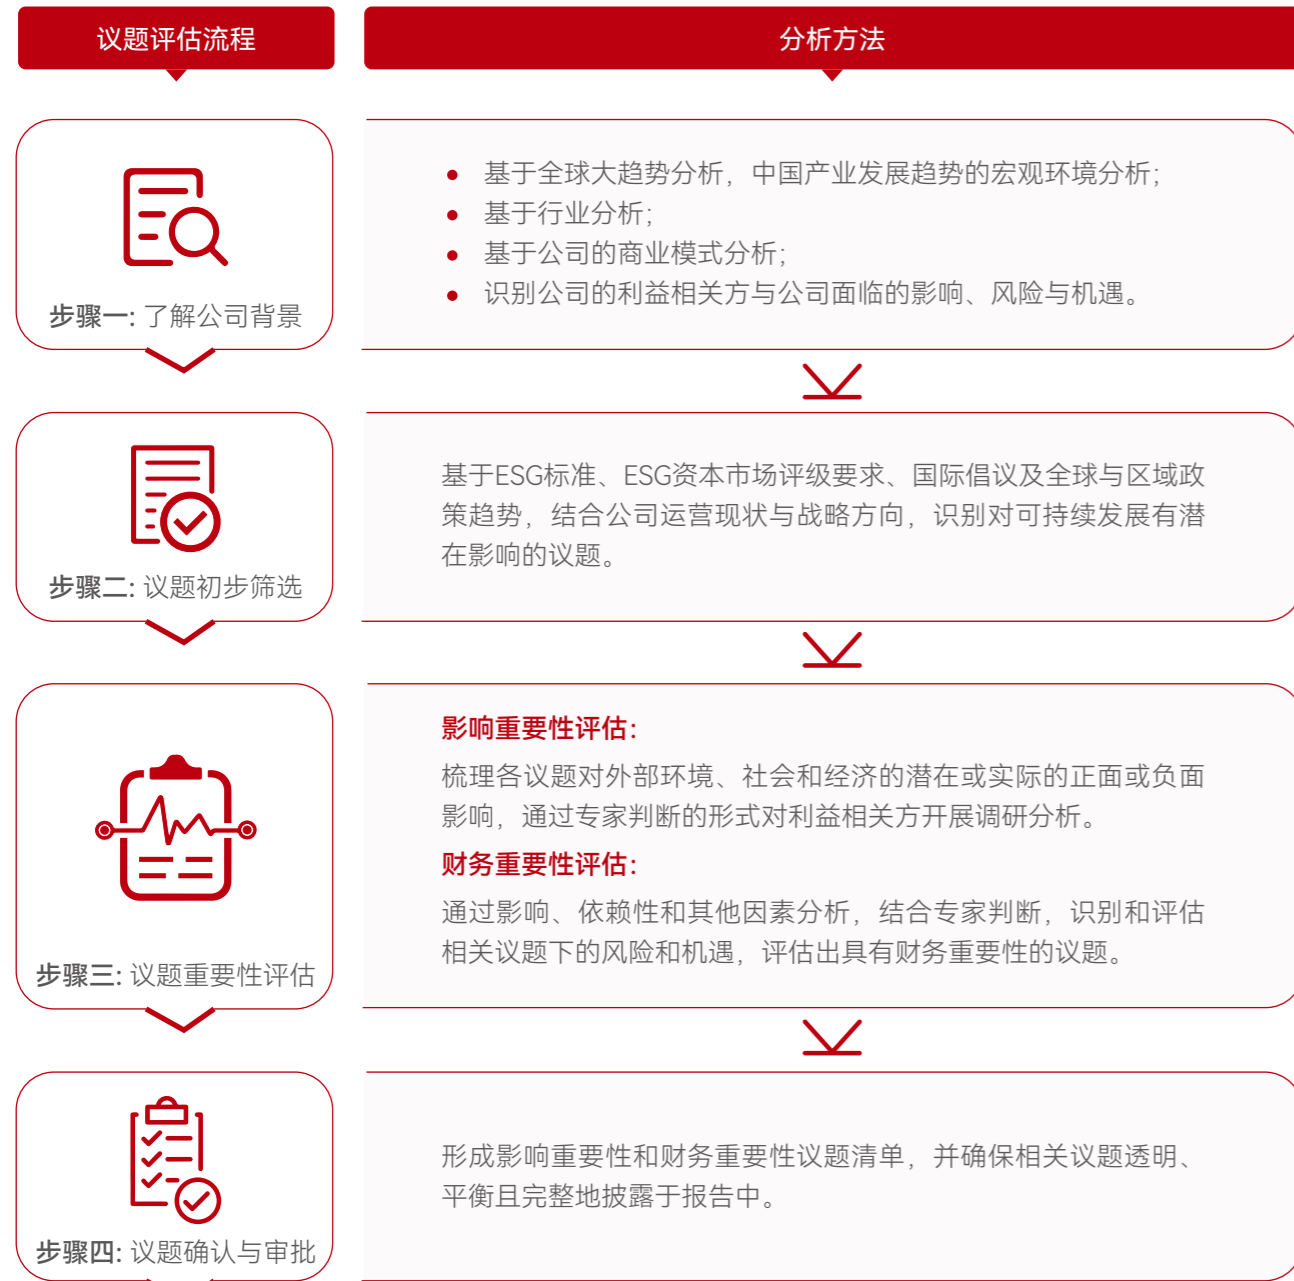 议题评估流程
分析方法
步骤一: 了解公司背景
基于全球大趋势分析，中国产业发展趋势的宏观环境分析；
基于行业分析；
基于公司的商业模式分析；
识别公司的利益相关方与公司面临的影响、风险与机遇。
步骤二: 议题初步筛选
基于ESG标准、ESG资本市场评级要求、国际倡议及全球与区域政
策趋势，结合公司运营现状与战略方向，识别对可持续发展有潜
在影响的议题。
步骤三: 议题重要性评估
影响重要性评估：
梳理各议题对外部环境、社会和经济的潜在或实际的正面或负面
影响，通过专家判断的形式对利益相关方开展调研分析。
财务重要性评估：
通过影响、依赖性和其他因素分析，结合专家判断，识别和评估
相关议题下的风险和机遇，评估出具有财务重要性的议题。
步骤四: 议题确认与审批
形成影响重要性和财务重要性议题清单，并确保相关议题透明、
平衡且完整地披露于报告中。